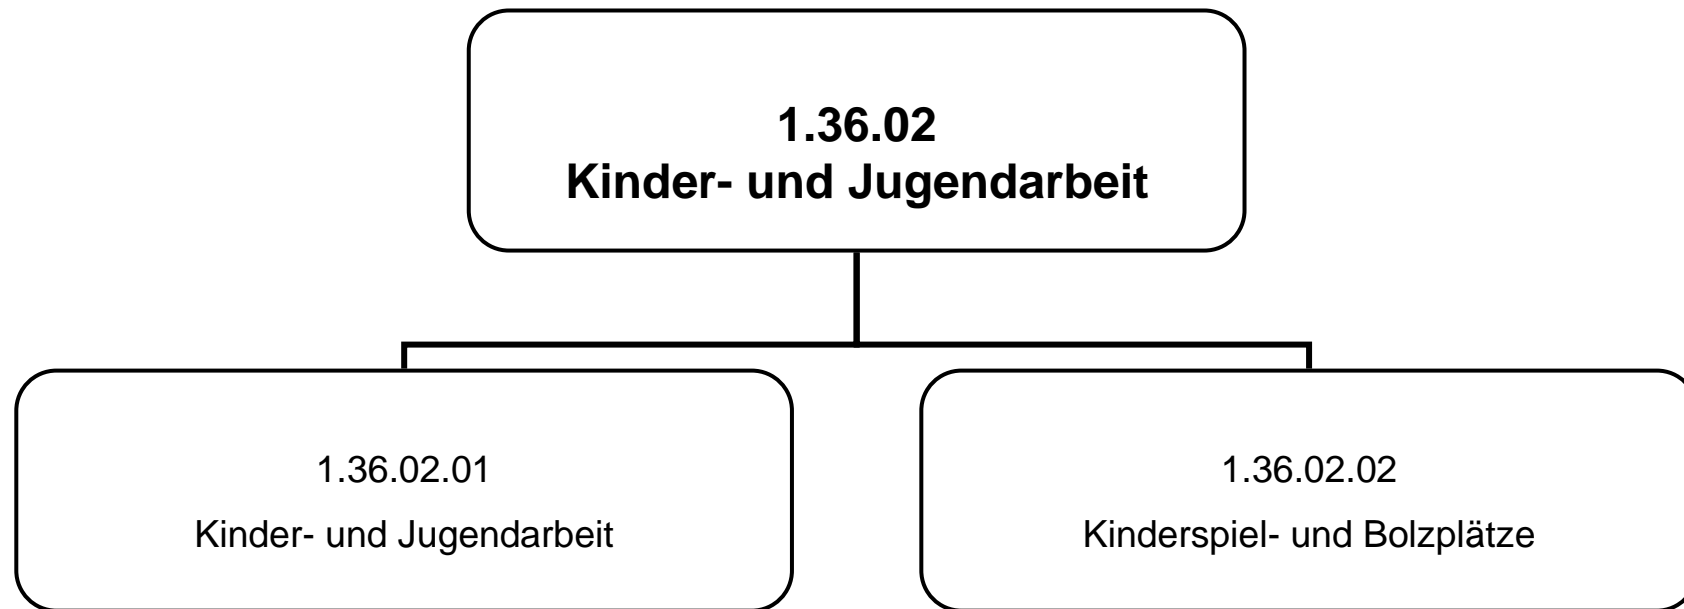 1.36.02
Kinder- und Jugendarbeit
1.36.02.01
Kinder- und Jugendarbeit
1.36.02.02
Kinderspiel- und Bolzplätze